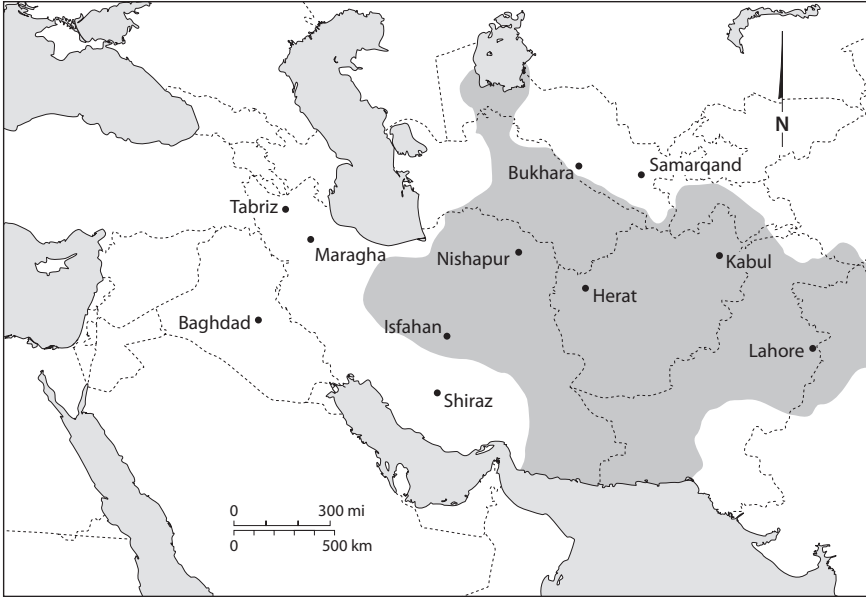 N
Bukhara
Samarqand
Tabriz
Maragha
Nishapur
Kabul
Herat
Baghdad
Isfahan
Lahore
Shiraz
0 300 mi
0 500 km